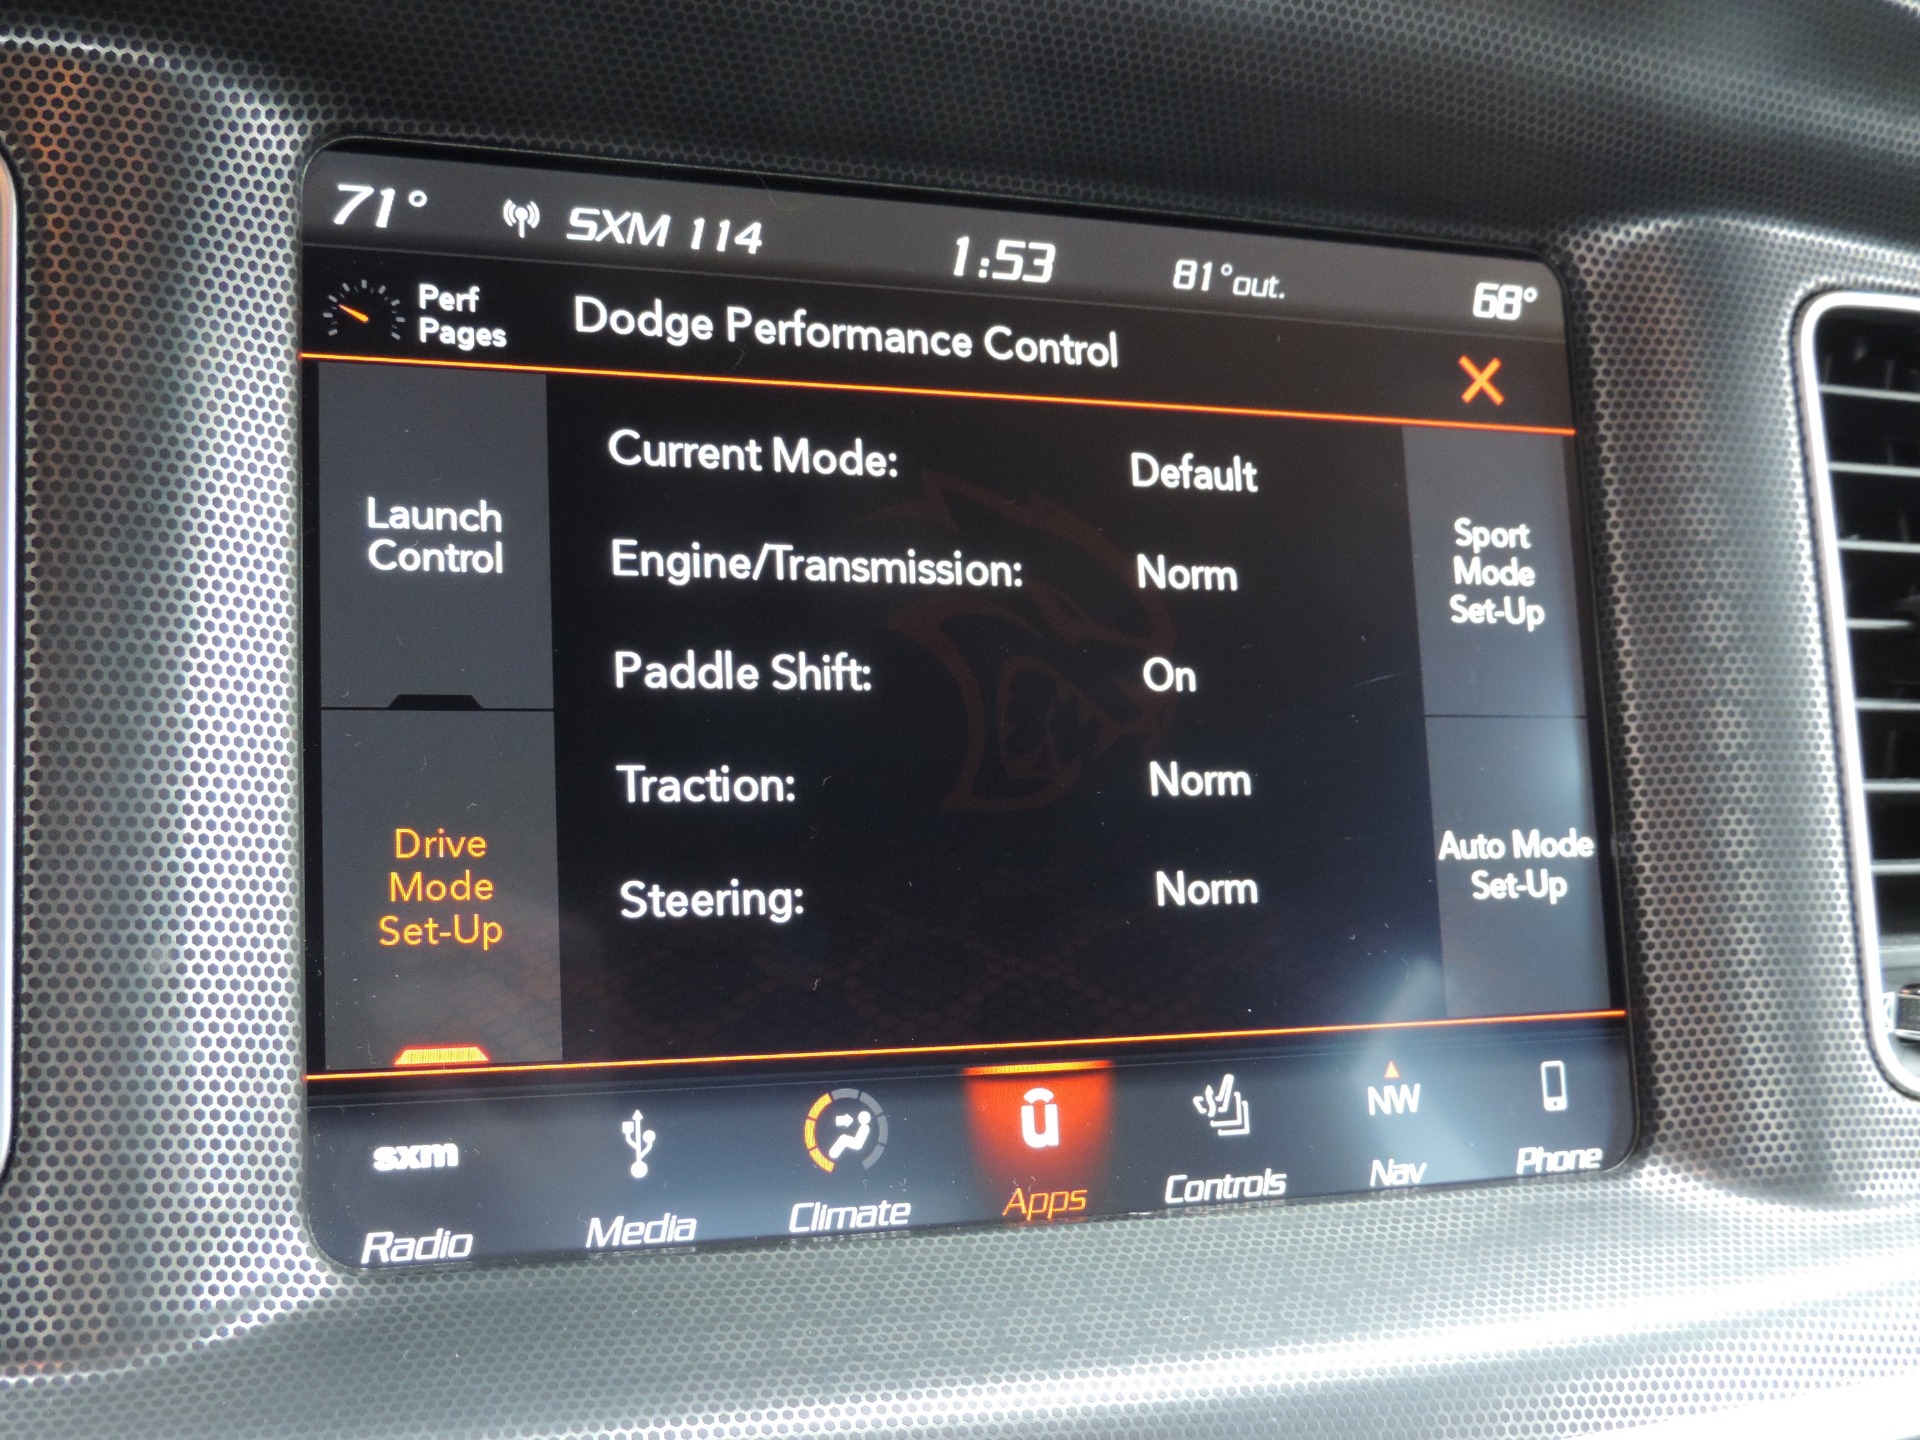 71° SXM 114 1:53 81°out. 68°
Perf
Pages
Dodge Performance Control
Launch
Control
Drive
Mode
Set-Up
Current Mode: Default
Engine/Transmission: Norm
Paddle Shift: On
Traction: Norm
Steering: Norm
Sport
Mode
Set-Up
Auto Mode
Set-Up
sxm
Radio
Media
Climate
û
Apps
Controls
NW
Nav
Phone